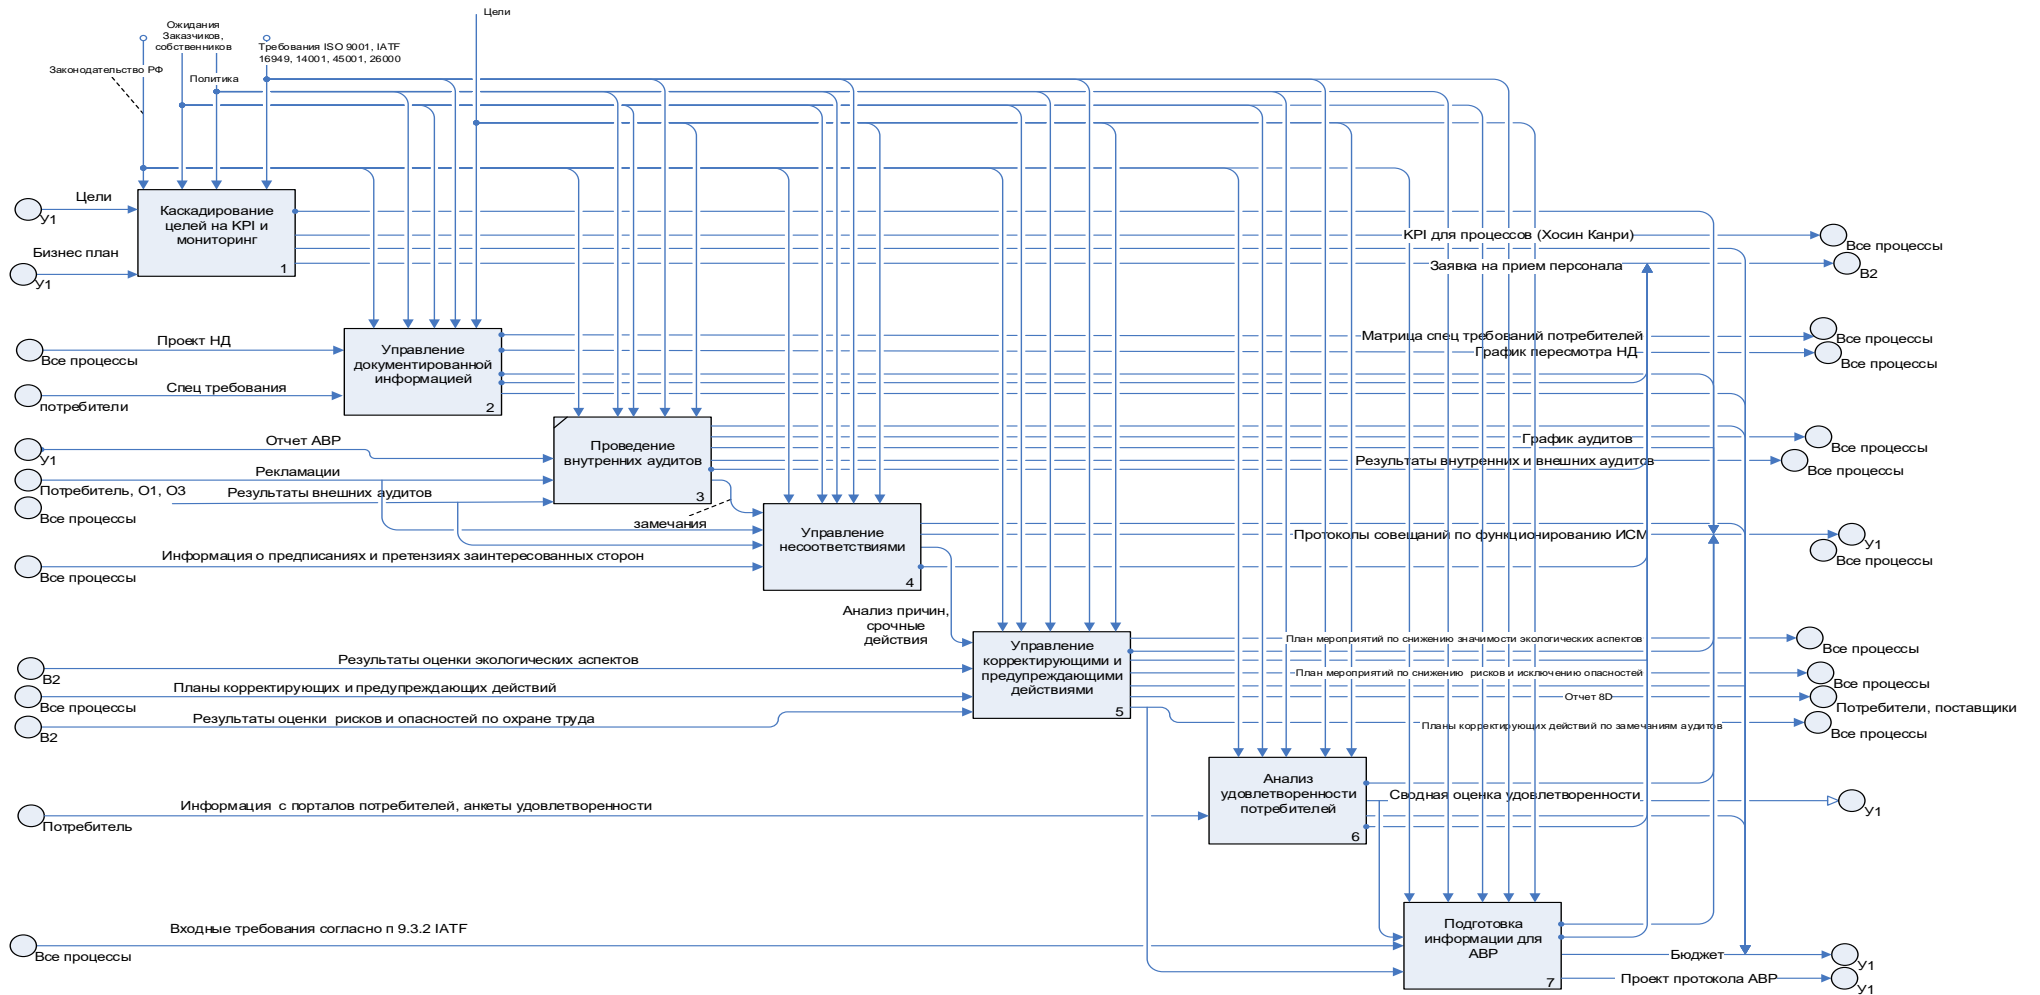 Цели
Ожидания
Заказчиков,
собственников
Требования ISO 9001, IATF
16949, 14001, 45001, 26000
Законодательство РФ
Политика
Цели
У1
Бизнес план
У1
Каскадирование
целей на KPI и
мониторинг
1
KPI для процессов (Хосин Канри)
Все процессы
Заявка на прием персонала
В2
Проект НД
Все процессы
Спец требования
потребители
Управление
документированной
информацией
2
Матрица спец требований потребителей
Все процессы
График пересмотра НД
Все процессы
Отчет АВР
У1
Рекламации
Потребитель, О1, О3
Результаты внешних аудитов
Все процессы
Проведение
внутренних аудитов
3
График аудитов
Все процессы
Результаты внутренних и внешних аудитов
Все процессы
замечания
Информация о предписаниях и претензиях заинтересованных сторон
Все процессы
Управление
несоответствиями
4
Протоколы совещаний по функционированию ИСМ
У1
Все процессы
Анализ причин,
срочные
действия
Результаты оценки экологических аспектов
В2
Планы корректирующих и предупреждающих действий
Все процессы
Результаты оценки рисков и опасностей по охране труда
В2
Управление
корректирующими и
предупреждающими
действиями
5
План мероприятий по снижению значимости экологических аспектов
Все процессы
План мероприятий по снижению рисков и исключению опасностей
Все процессы
Отчет 8D
Потребители, поставщики
Планы корректирующих действий по замечаниям аудитов
Все процессы
Информация с порталов потребителей, анкеты удовлетворенности
Потребитель
Анализ
удовлетворенности
потребителей
6
Сводная оценка удовлетворенности
У1
Входные требования согласно п 9.3.2 IATF
Все процессы
Подготовка
информации для
АВР
7
Бюджет
У1
Проект протокола АВР
У1